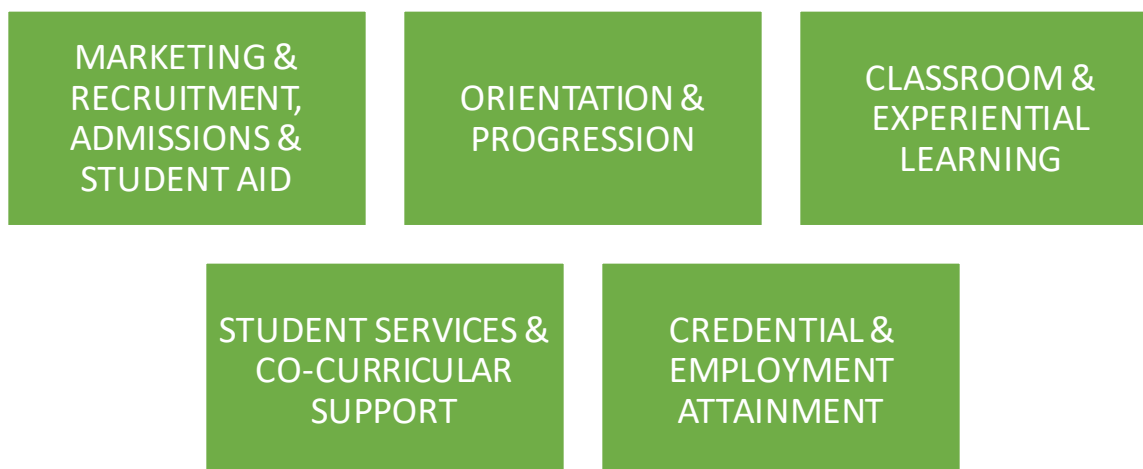 MARKETING &
RECRUITMENT,
ADMISSIONS &
STUDENT AID
ORIENTATION &
PROGRESSION
CLASSROOM &
EXPERIENTIAL
LEARNING
STUDENT SERVICES &
CO-CURRICULAR
SUPPORT
CREDENTIAL &
EMPLOYMENT
ATTAINMENT